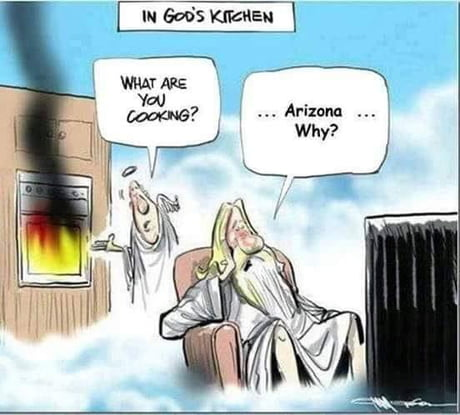 IN GOD'S KITCHEN
WHAT ARE
YOU
COOKING?
... Arizona ...
Why?